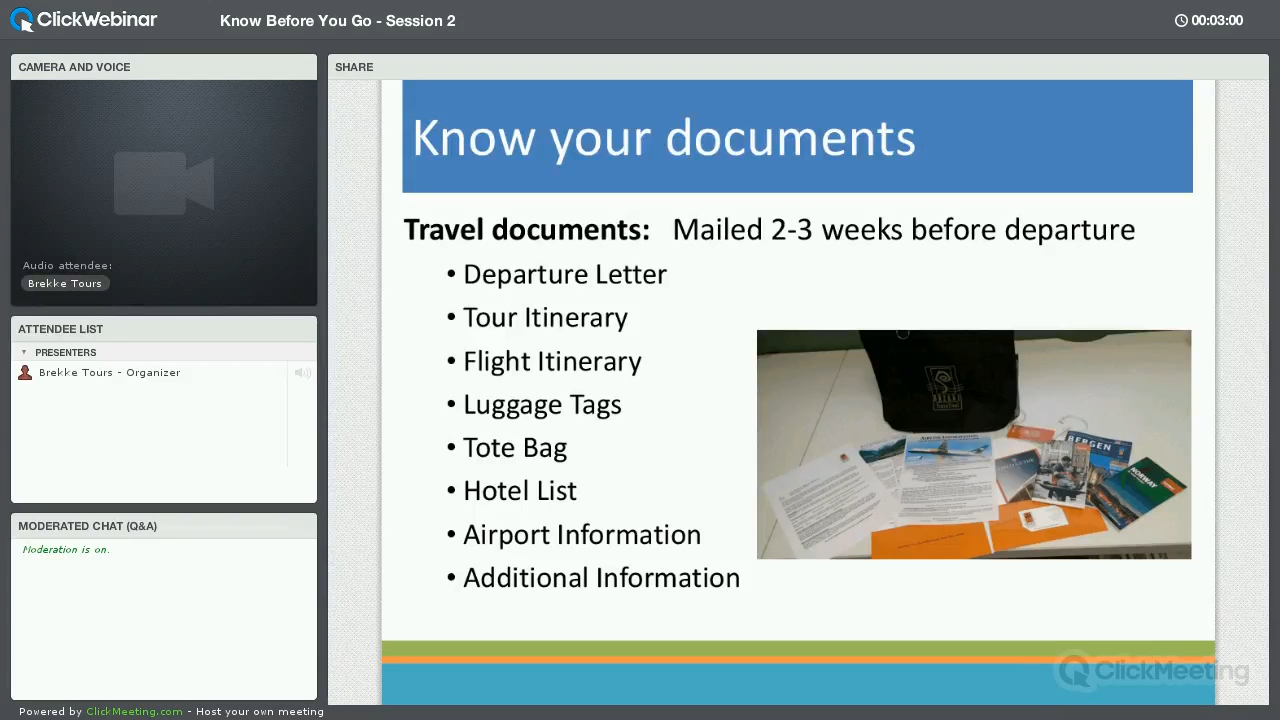 ClickWebinar
Know Before You Go - Session 2
00:03:00
CAMERA AND VOICE
Audio attendee:
Brekke Tours
ATTENDEE LIST
PRESENTERS
Brekke Tours - Organizer
MODERATED CHAT (Q&A)
Moderation is on.
SHARE
Know your documents
Travel documents: Mailed 2-3 weeks before departure
• Departure Letter
• Tour Itinerary
• Flight Itinerary
• Luggage Tags
• Tote Bag
• Hotel List
• Airport Information
• Additional Information
BERGEN
NORWAY
ClickMeeting
Powered by ClickMeeting.com - Host your own meeting